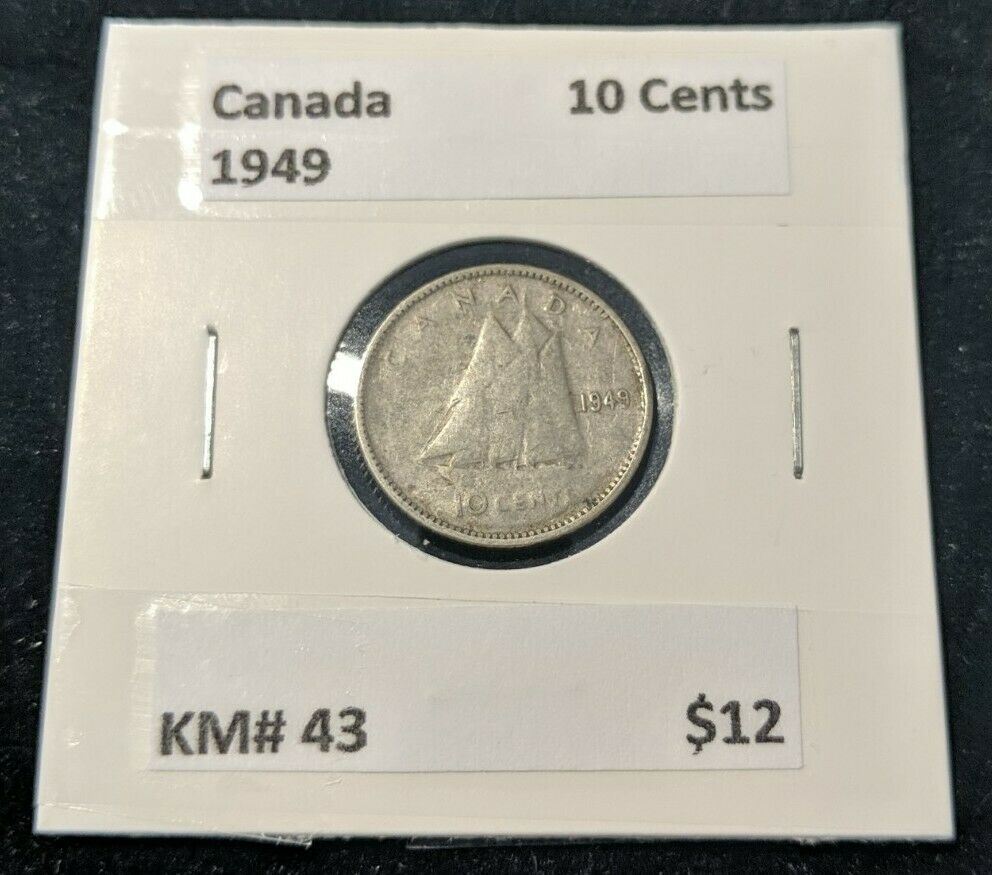 Canada 10 Cents
1949
CANADA
1949
10 CENTS
KM# 43 $12